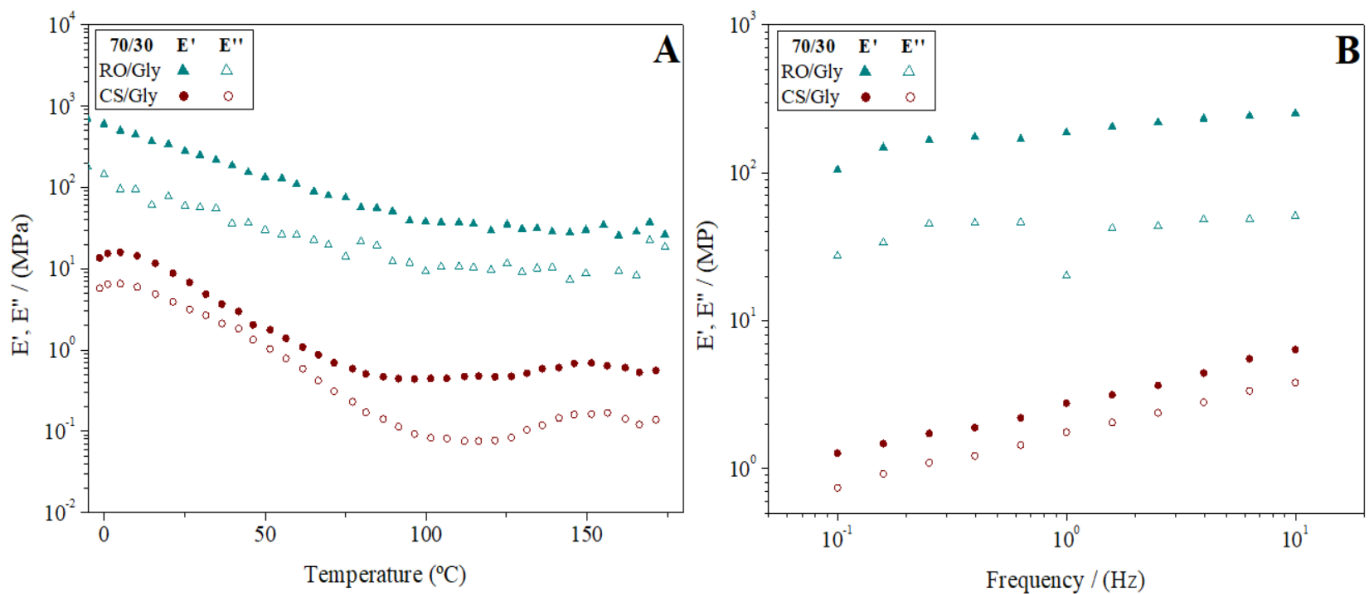 A
70/30 E' E''
RO/Gly
CS/Gly
10^4
10^3
10^2
10^1
10^0
10^-1
10^-2
E', E'' / (MPa)
0 50 100 150
Temperature (ºC)
B
70/30 E' E''
RO/Gly
CS/Gly
10^3
10^2
10^1
10^0
E', E'' / (MP)
10^-1 10^0 10^1
Frequency / (Hz)